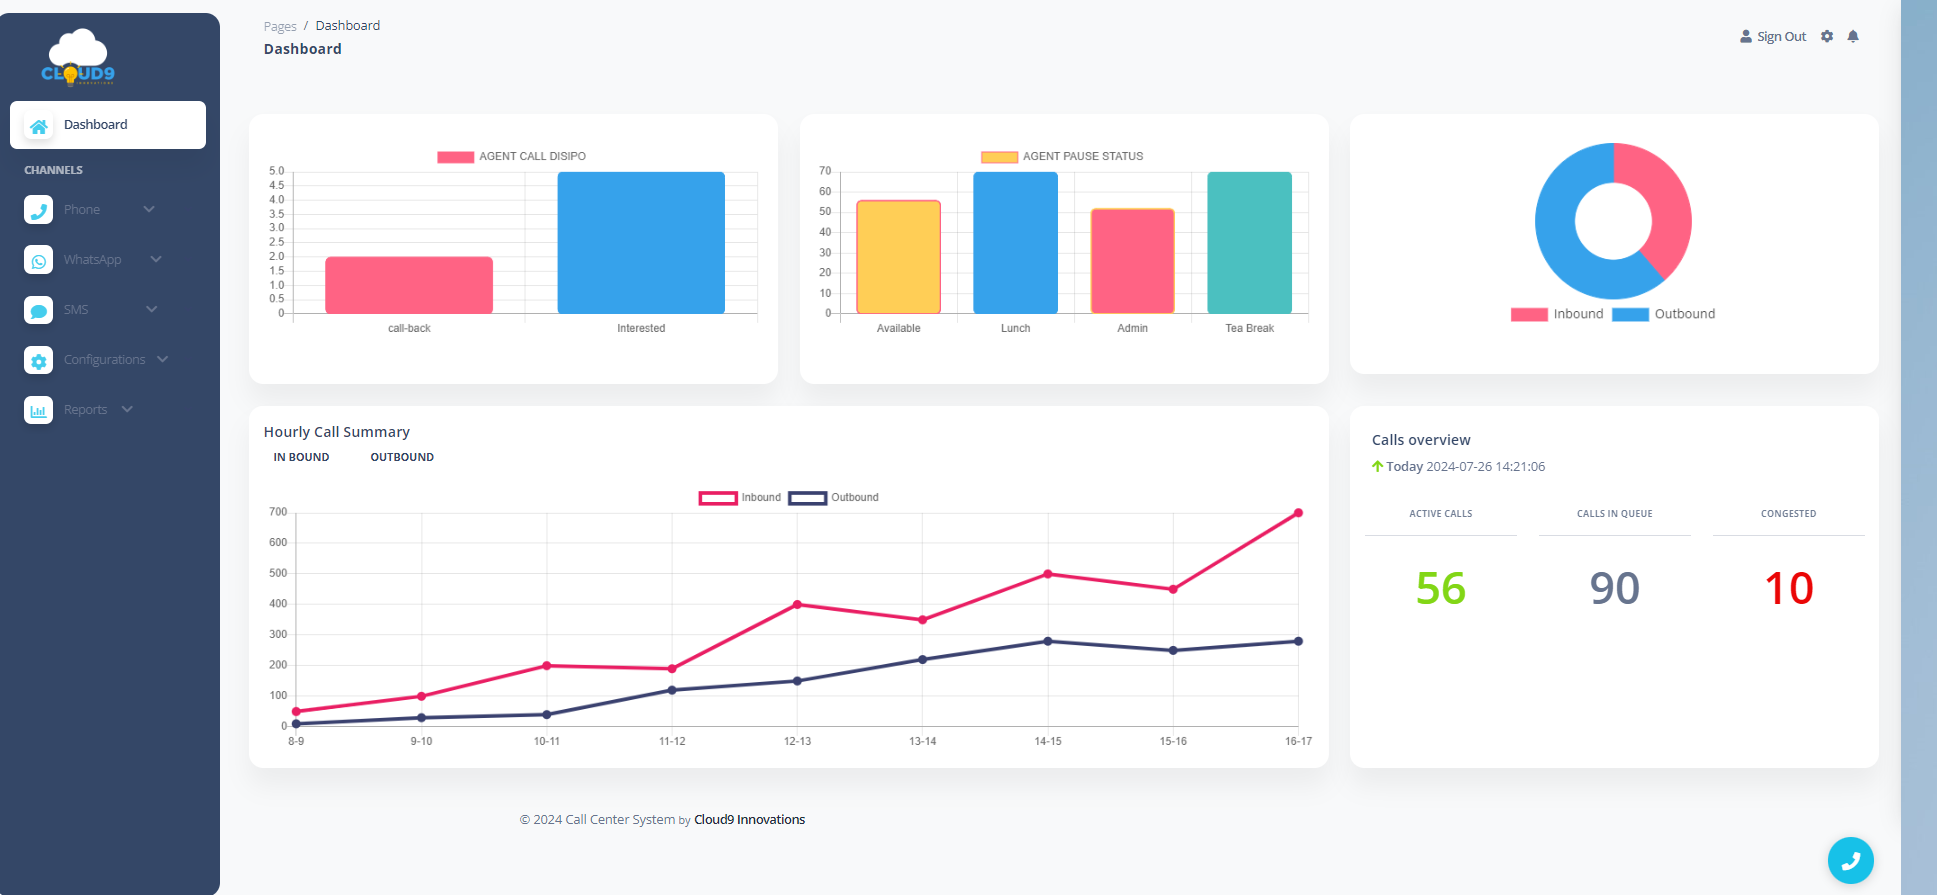 Pages / Dashboard
Dashboard
Sign Out
CLOUD9
INNOVATIONS
Dashboard
CHANNELS
Phone
WhatsApp
SMS
Configurations
Reports
AGENT CALL DISIPO
5.0
4.5
4.0
3.5
3.0
2.5
2.0
1.5
1.0
0.5
0
call-back Interested
AGENT PAUSE STATUS
70
60
50
40
30
20
10
0
Available Lunch Admin Tea Break
Inbound Outbound
Hourly Call Summary
IN BOUND OUTBOUND
Inbound Outbound
700
600
500
400
300
200
100
0
8-9 9-10 10-11 11-12 12-13 13-14 14-15 15-16 16-17
Calls overview
Today 2024-07-26 14:21:06
ACTIVE CALLS CALLS IN QUEUE CONGESTED
56 90 10
© 2024 Call Center System by Cloud9 Innovations